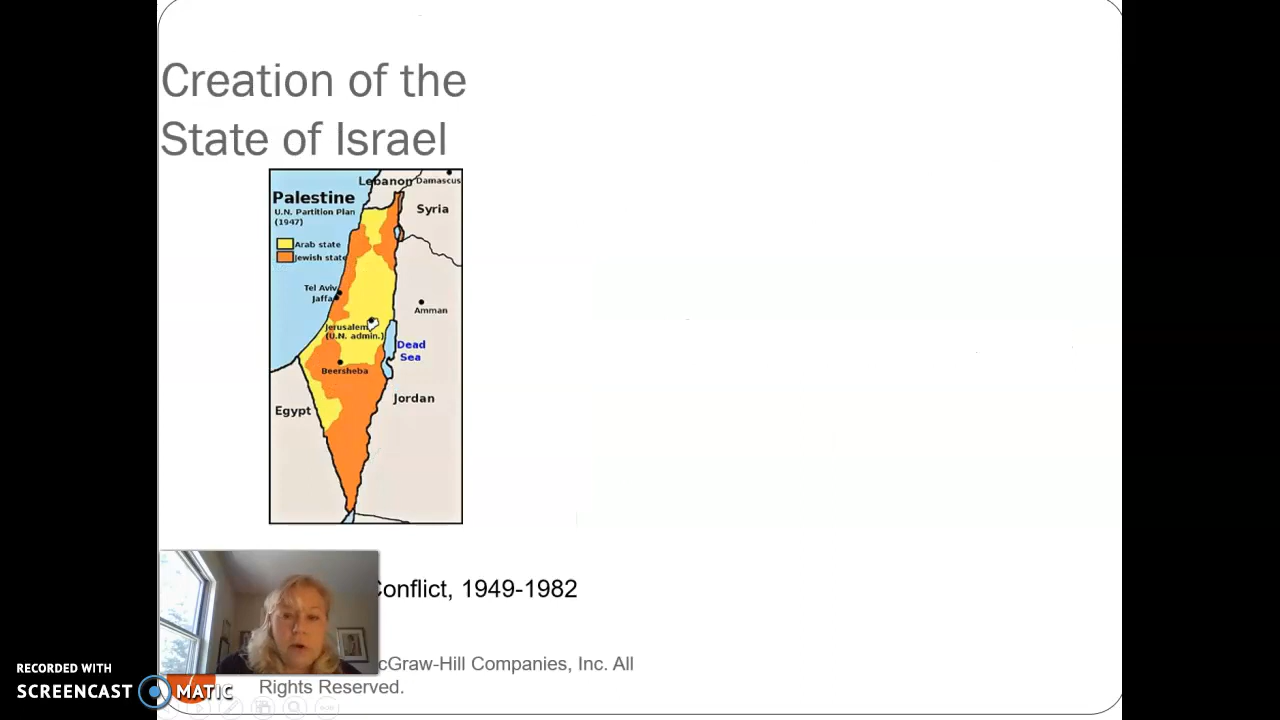 Creation of the
State of Israel
Lebanon
Damascus
Palestine
U.N. Partition Plan
(1947)
Syria
Arab state
Jewish state
Tel Aviv
Jaffa
Amman
Jerusalem
(U.N. admin.)
Dead
Sea
Beersheba
Jordan
Egypt
Conflict, 1949-1982
cGraw-Hill Companies, Inc. All
Rights Reserved.
RECORDED WITH
SCREENCAST MATIC